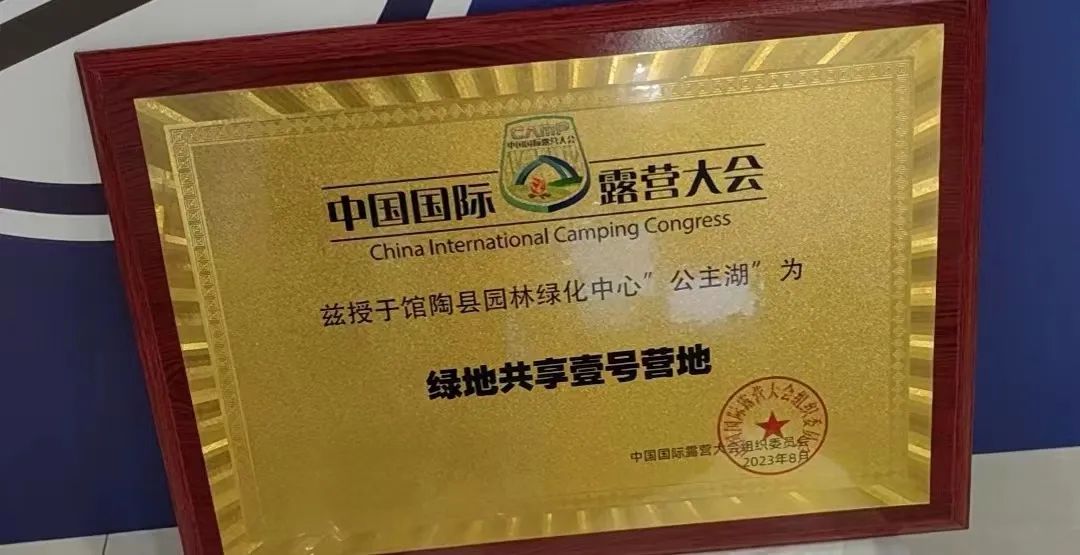 CAMP
中国国际露营大会
中国国际 露营大会
China International Camping Congress
兹授于馆陶县园林绿化中心”公主湖”为
绿地共享壹号营地
中国国际露营大会组织委员会
2023年8月